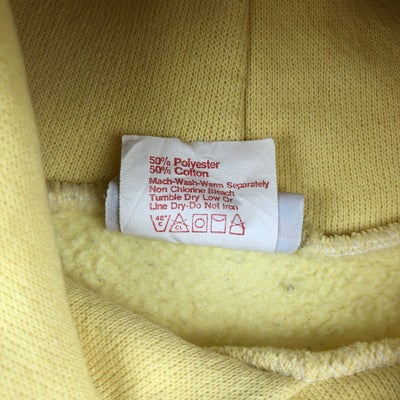 50% Polyester
50% Cotton
Mach-Wash-Warm Separately
Non Chlorine Bleach
Tumble Dry Low Or
Line Dry-Do Not Iron
40°
C CL